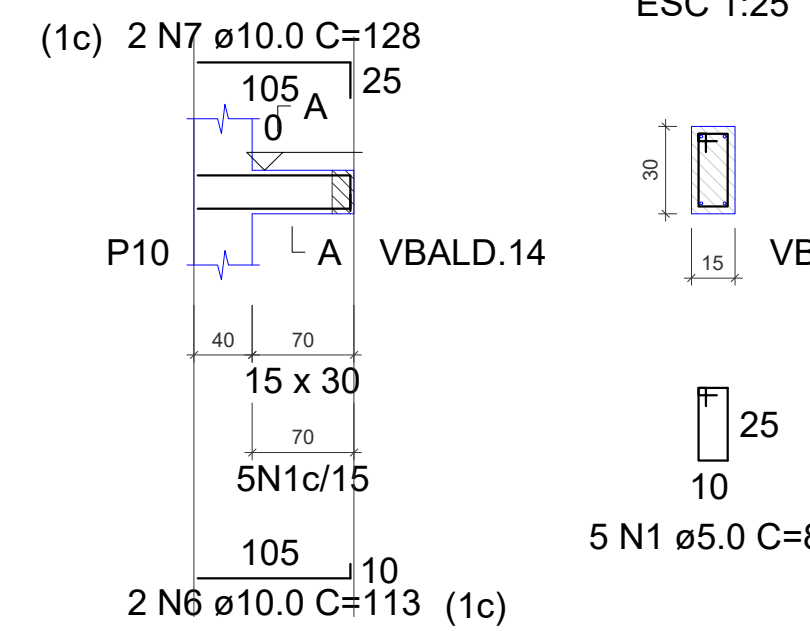 ESC 1:25
(1c) 2 N7 ø10.0 C=128
105
25
A
0
30
P10
A
VBALD.14
15
VB
40
70
15 x 30
70
5N1c/15
25
10
5 N1 ø5.0 C=8
105
10
2 N6 ø10.0 C=113 (1c)